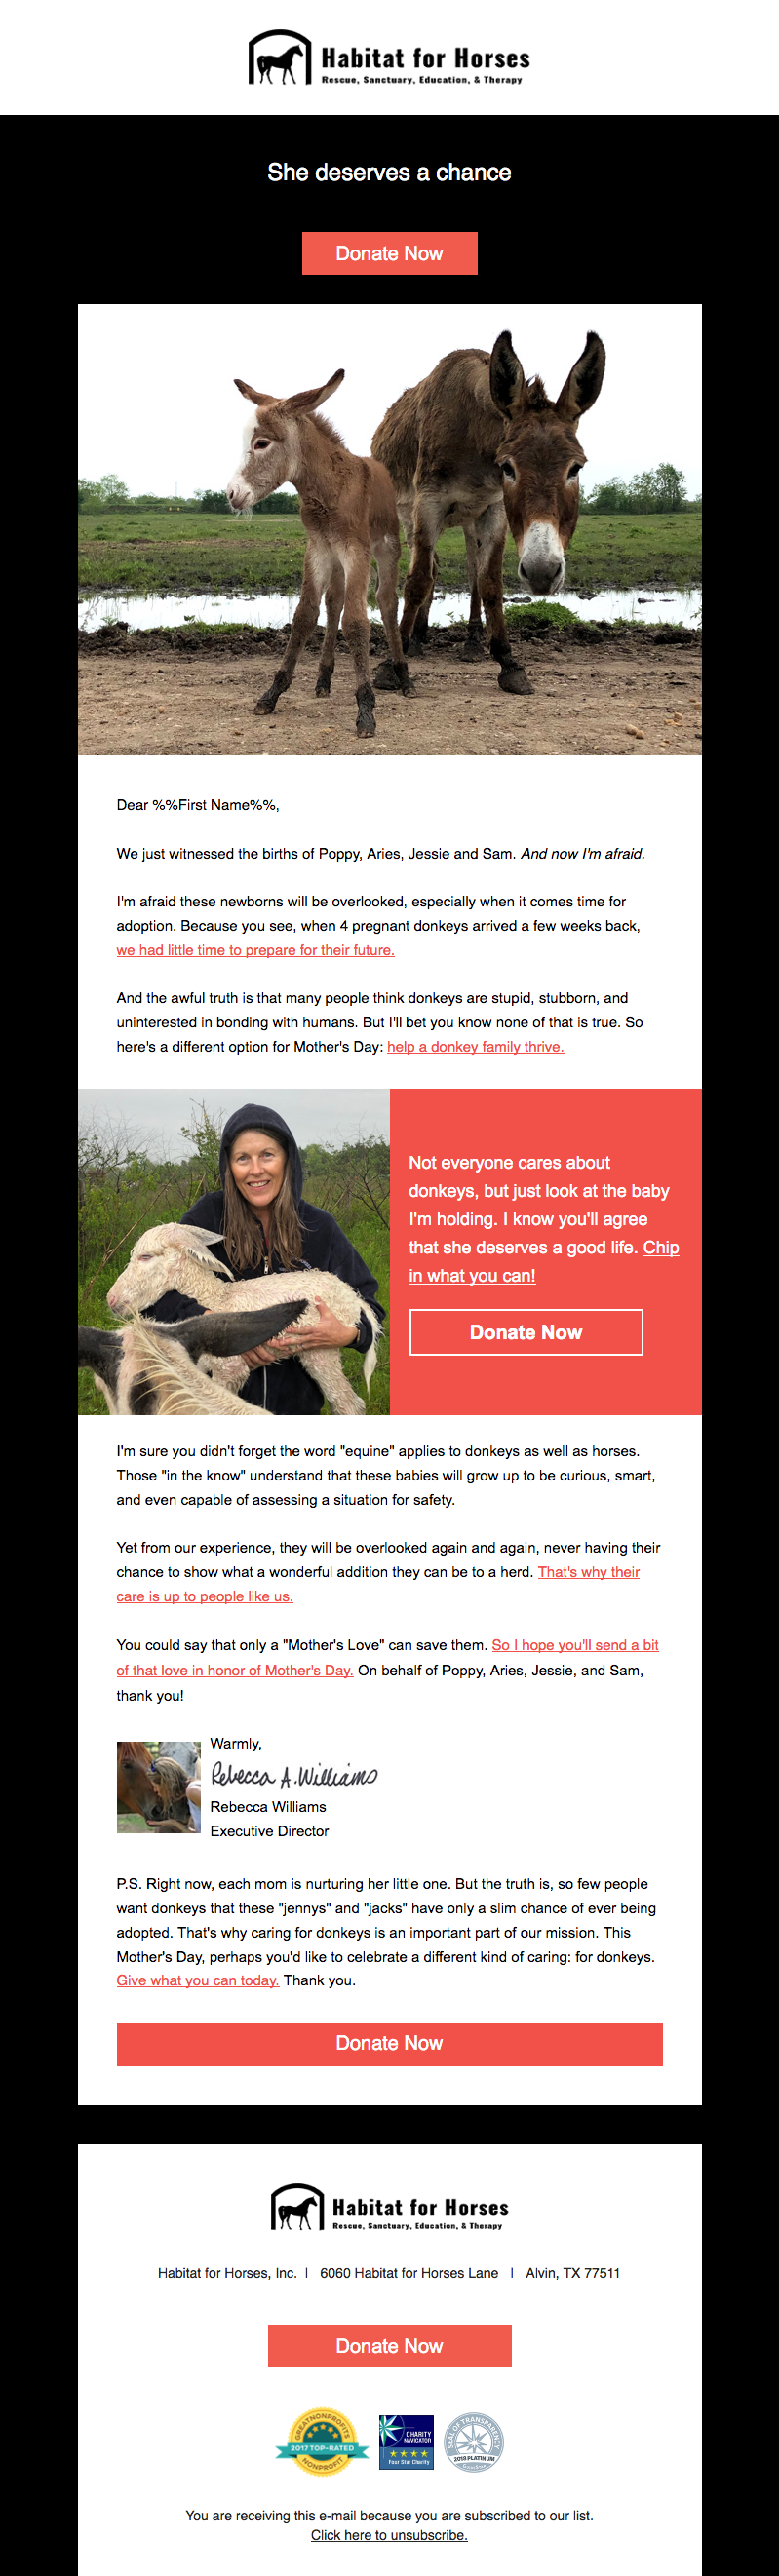 Habitat for Horses
Rescue, Sanctuary, Education, & Therapy
She deserves a chance
Donate Now
Dear %%First Name%%,
We just witnessed the births of Poppy, Aries, Jessie and Sam. And now I'm afraid.
I'm afraid these newborns will be overlooked, especially when it comes time for
adoption. Because you see, when 4 pregnant donkeys arrived a few weeks back,
we had little time to prepare for their future.
And the awful truth is that many people think donkeys are stupid, stubborn, and
uninterested in bonding with humans. But I'll bet you know none of that is true. So
here's a different option for Mother's Day: help a donkey family thrive.
Not everyone cares about
donkeys, but just look at the baby
I'm holding. I know you'll agree
that she deserves a good life. Chip
in what you can!
Donate Now
I'm sure you didn't forget the word "equine" applies to donkeys as well as horses.
Those "in the know" understand that these babies will grow up to be curious, smart,
and even capable of assessing a situation for safety.
Yet from our experience, they will be overlooked again and again, never having their
chance to show what a wonderful addition they can be to a herd. That's why their
care is up to people like us.
You could say that only a "Mother's Love" can save them. So I hope you'll send a bit
of that love in honor of Mother's Day. On behalf of Poppy, Aries, Jessie, and Sam,
thank you!
Warmly,
Rebecca A. Williams
Rebecca Williams
Executive Director
P.S. Right now, each mom is nurturing her little one. But the truth is, so few people
want donkeys that these "jennys" and "jacks" have only a slim chance of ever being
adopted. That's why caring for donkeys is an important part of our mission. This
Mother's Day, perhaps you'd like to celebrate a different kind of caring: for donkeys.
Give what you can today. Thank you.
Donate Now
Habitat for Horses
Rescue, Sanctuary, Education, & Therapy
Habitat for Horses, Inc. | 6060 Habitat for Horses Lane | Alvin, TX 77511
Donate Now
GREATNONPROFITS
2017 TOP-RATED
NONPROFIT
CHARITY
NAVIGATOR
Four Star Charity
SEAL OF TRANSPARENCY
2018 PLATINUM
GuideStar
You are receiving this e-mail because you are subscribed to our list.
Click here to unsubscribe.